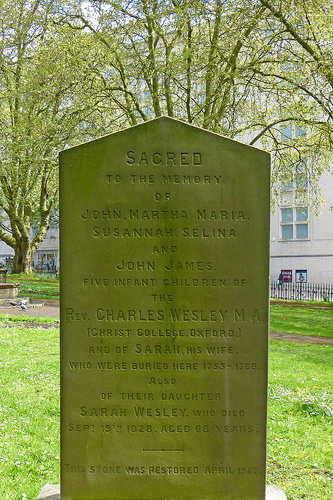 SACRED
TO THE MEMORY
OF
JOHN, MARTHA MARIA,
SUSANNAH, SELINA
AND
JOHN JAMES,
FIVE INFANT CHILDREN OF
THE
REV. CHARLES WESLEY M.A.
(CHRIST COLLEGE, OXFORD,)
AND OF SARAH, HIS WIFE,
WHO WERE BURIED HERE 1753-1768.
ALSO
OF THEIR DAUGHTER
SARAH WESLEY, WHO DIED
SEPT 19TH 1828, AGED 68 YEARS.
THIS STONE WAS RESTORED APRIL